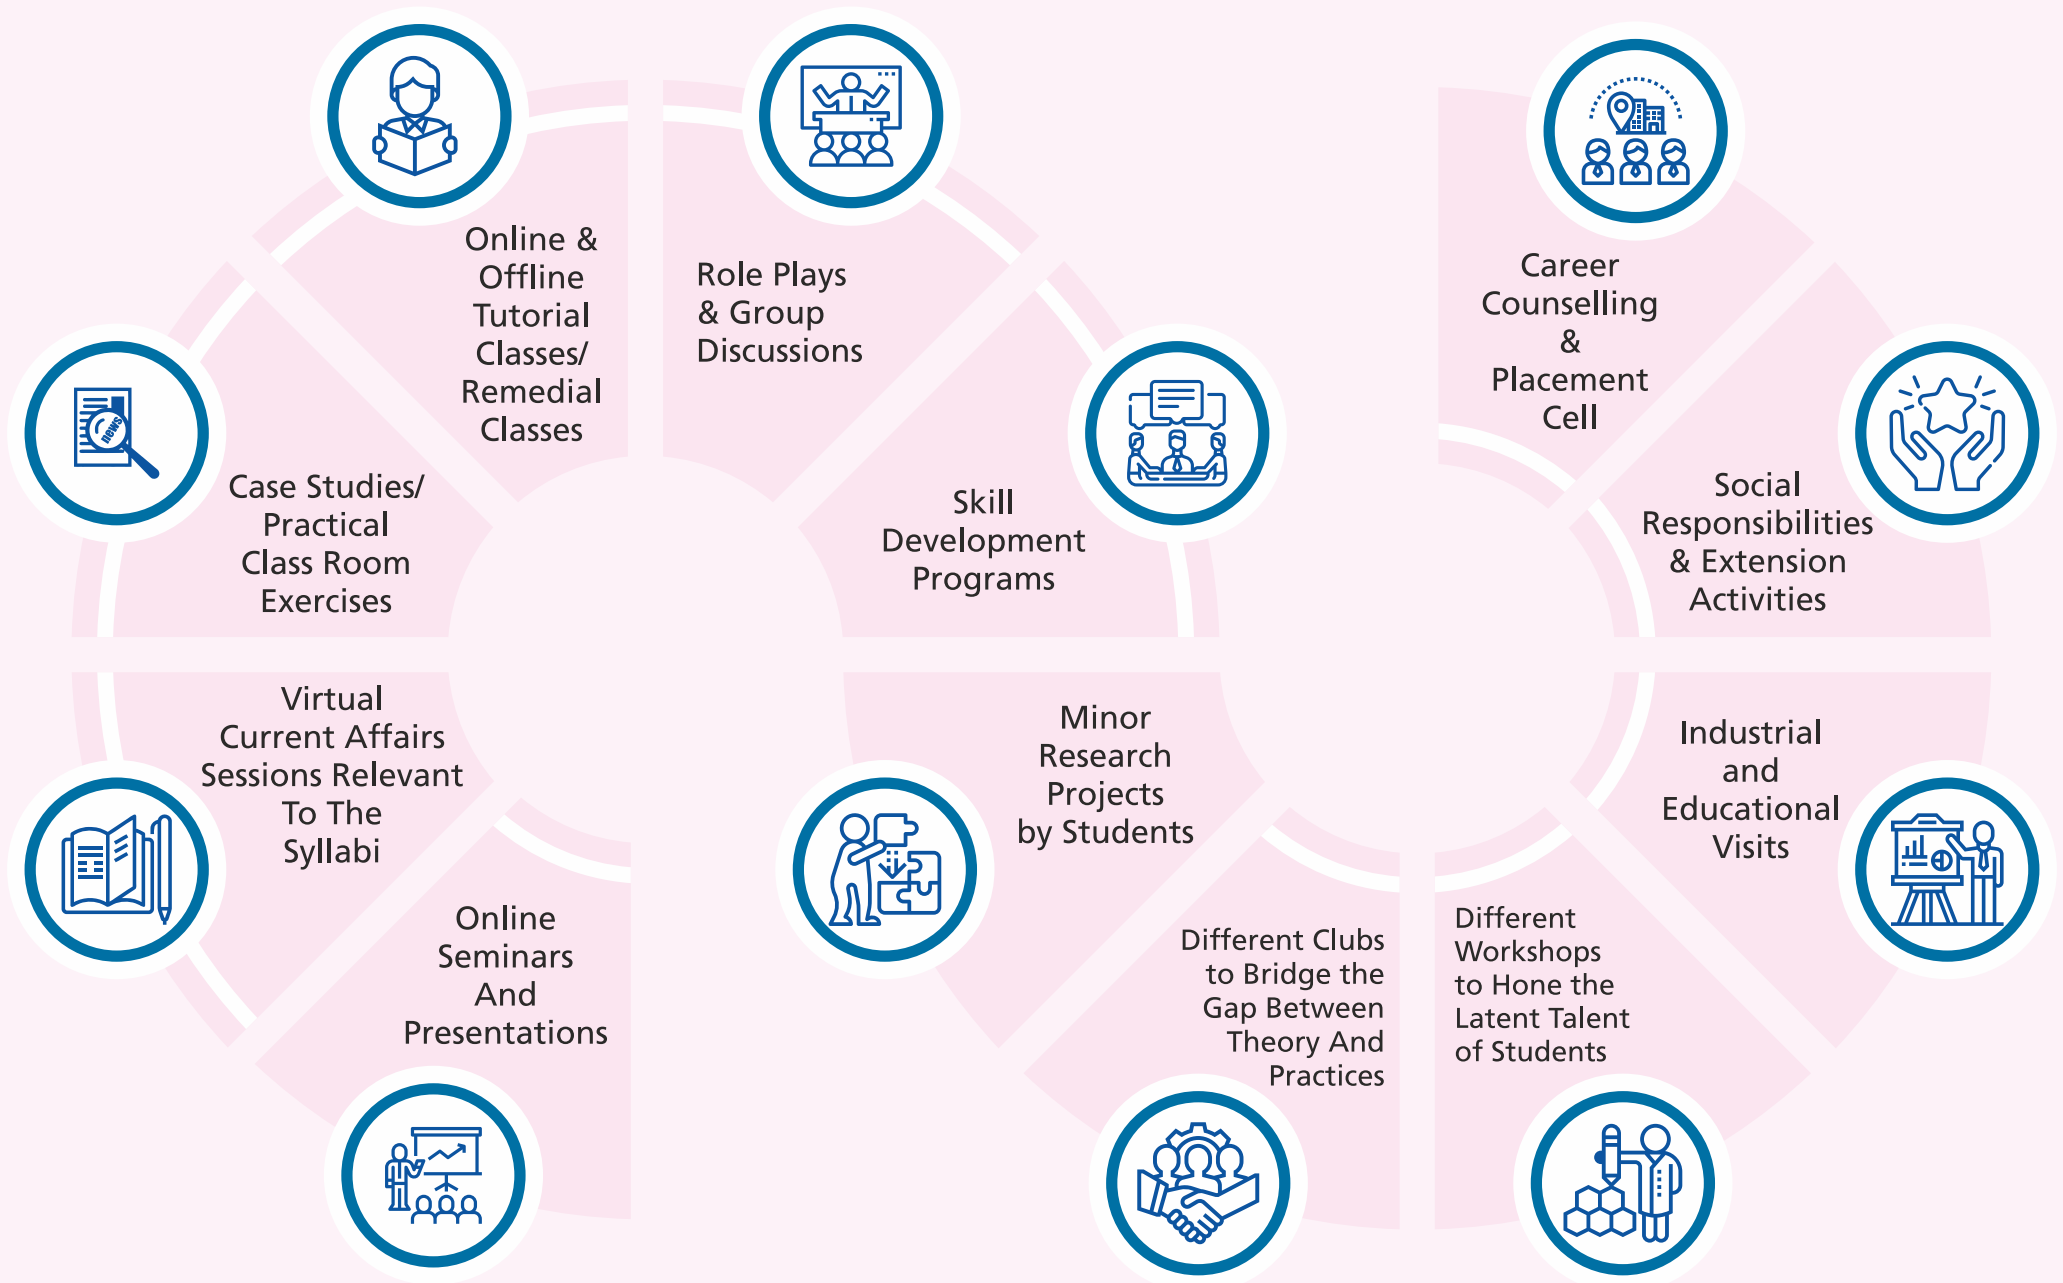 Online &
Offline
Tutorial
Classes/
Remedial
Classes
Role Plays
& Group
Discussions
Career
Counselling
&
Placement
Cell
news
Case Studies/
Practical
Class Room
Exercises
Skill
Development
Programs
Social
Responsibilities
& Extension
Activities
Virtual
Current Affairs
Sessions Relevant
To The
Syllabi
Minor
Research
Projects
by Students
Industrial
and
Educational
Visits
Online
Seminars
And
Presentations
Different Clubs
to Bridge the
Gap Between
Theory And
Practices
Different
Workshops
to Hone the
Latent Talent
of Students